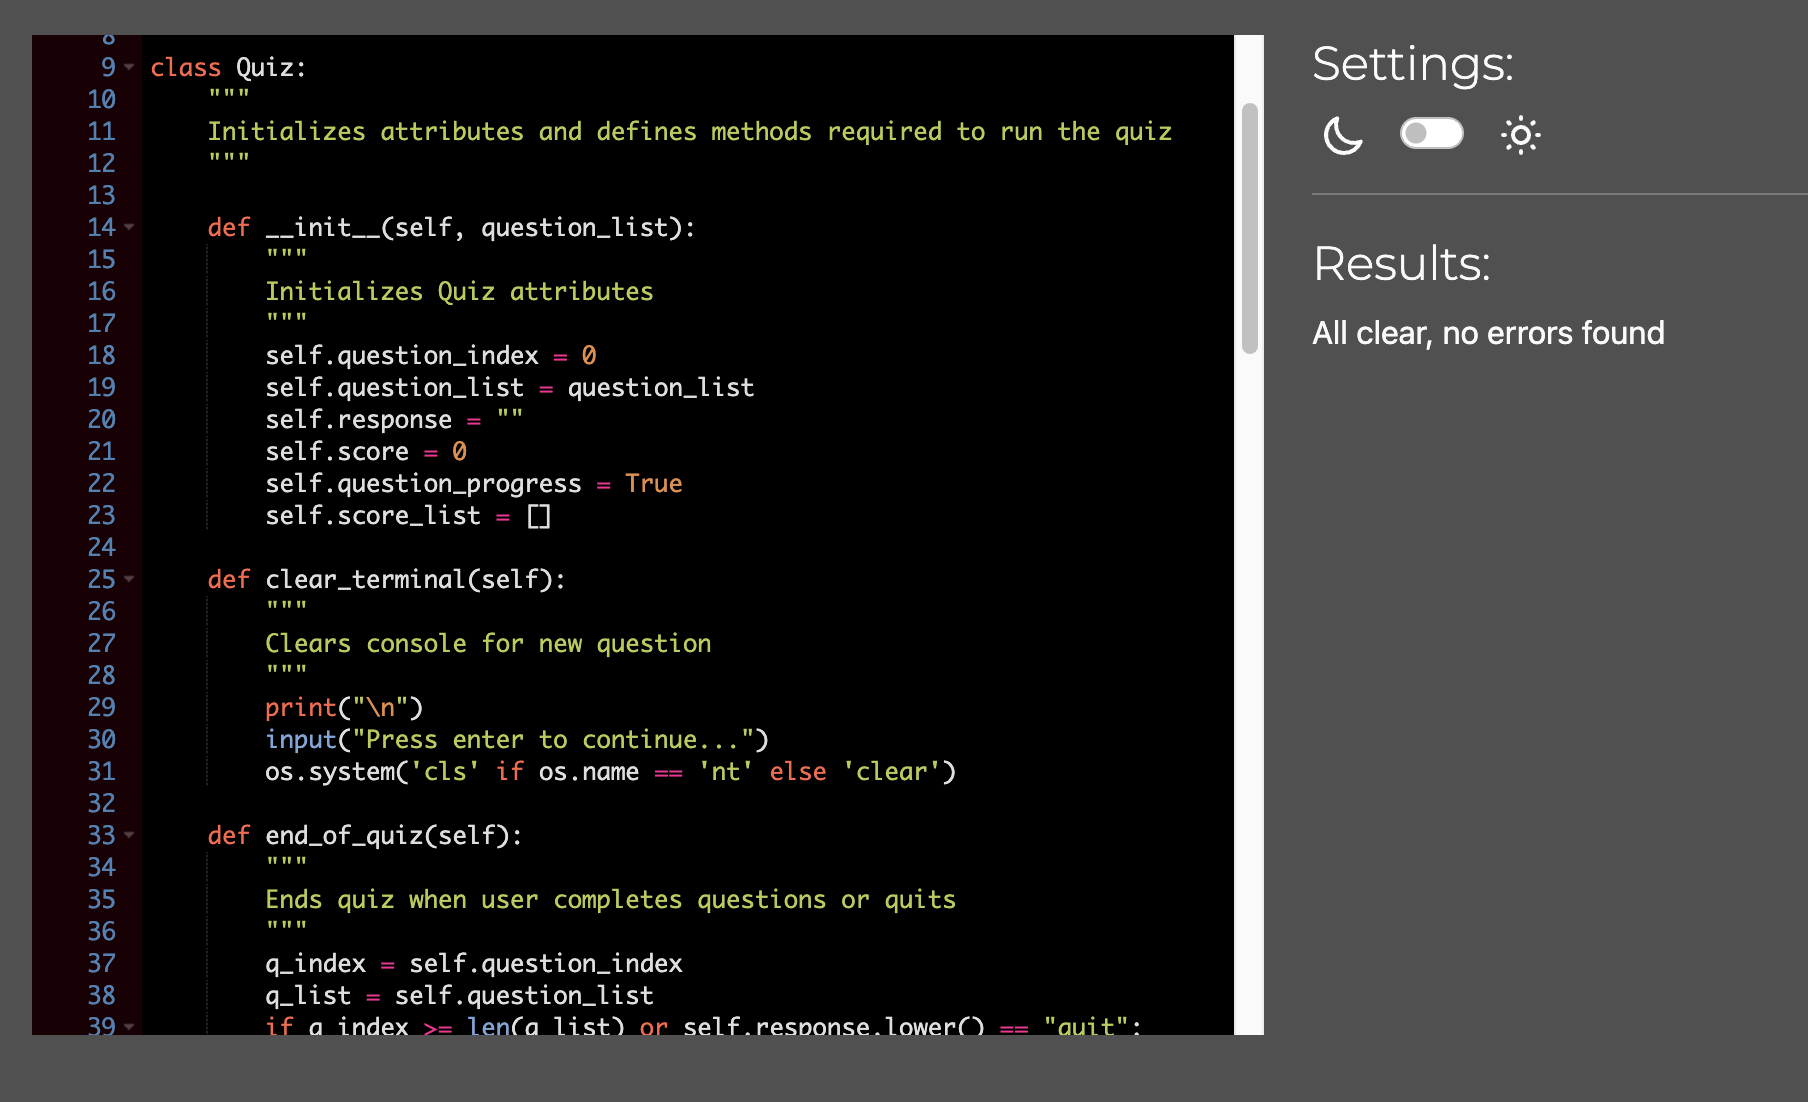 8
9 class Quiz:
10     """
11     Initializes attributes and defines methods required to run the quiz
12     """
13
14     def __init__(self, question_list):
15         """
16         Initializes Quiz attributes
17         """
18         self.question_index = 0
19         self.question_list = question_list
20         self.response = ""
21         self.score = 0
22         self.question_progress = True
23         self.score_list = []
24
25     def clear_terminal(self):
26         """
27         Clears console for new question
28         """
29         print("\n")
30         input("Press enter to continue...")
31         os.system('cls' if os.name == 'nt' else 'clear')
32
33     def end_of_quiz(self):
34         """
35         Ends quiz when user completes questions or quits
36         """
37         q_index = self.question_index
38         q_list = self.question_list
39         if q_index >= len(q_list) or self.response.lower() == "quit":
Settings:
Results:
All clear, no errors found